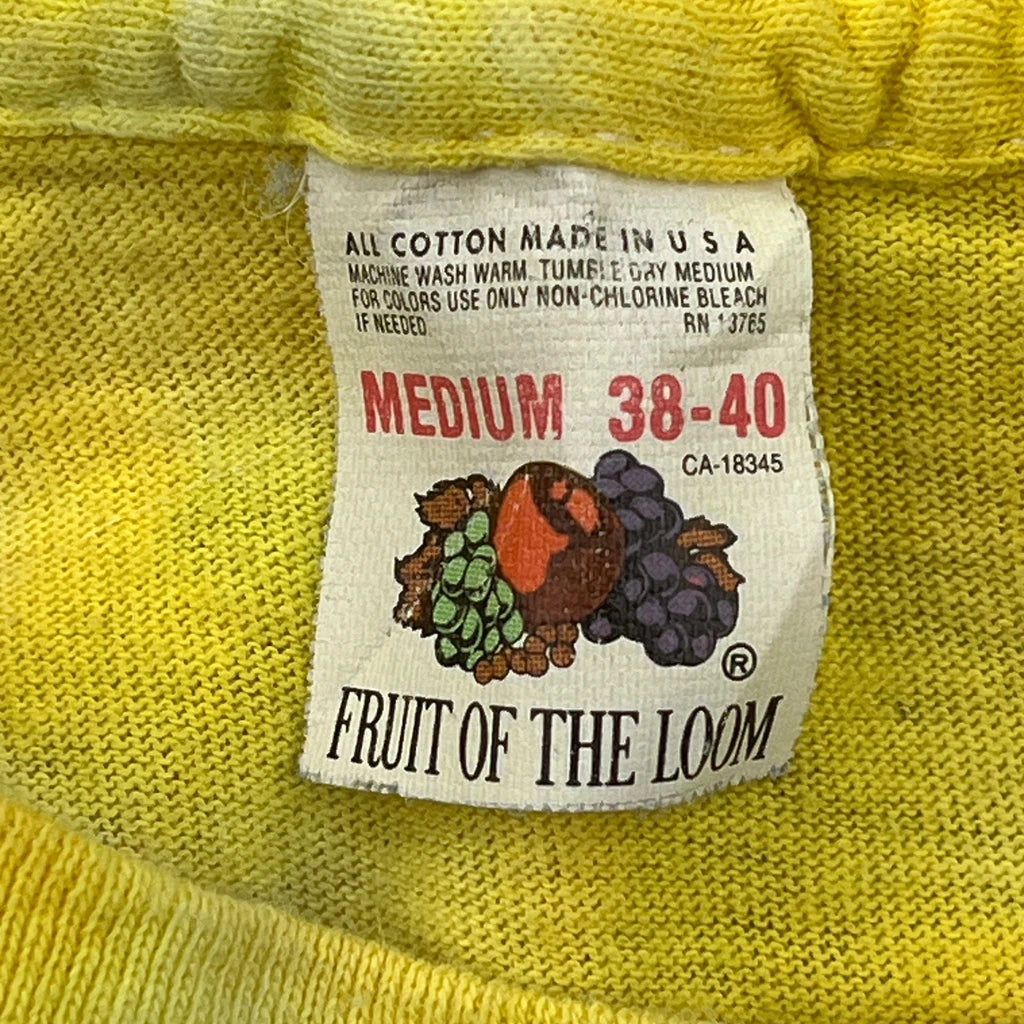 ALL COTTON MADE IN U S A
MACHINE WASH WARM TUMBLE DRY MEDIUM
FOR COLORS USE ONLY NON-CHLORINE BLEACH
IF NEEDED RN 13765
MEDIUM 38-40
CA-18345
®
FRUIT OF THE LOOM